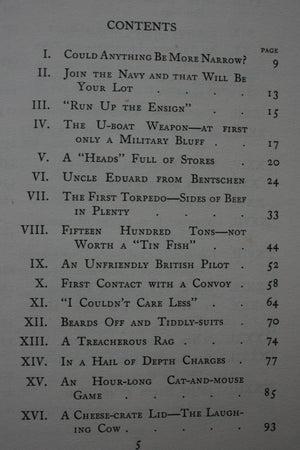 CONTENTS
PAGE
I. COULD ANYTHING BE MORE NARROW? 9
II. JOIN THE NAVY AND THAT WILL BE
YOUR LOT . . . . 13
III. "RUN UP THE ENSIGN" . . 15
IV. THE U-BOAT WEAPON—AT FIRST
ONLY A MILITARY BLUFF . . 17
V. A "HEADS" FULL OF STORES . 20
VI. UNCLE EDUARD FROM BENTSCHEN 24
VII. THE FIRST TORPEDO—SIDES OF BEEF
IN PLENTY . . . . 33
VIII. FIFTEEN HUNDRED TONS—NOT
WORTH A "TIN FISH" . . 44
IX. AN UNFRIENDLY BRITISH PILOT . 52
X. FIRST CONTACT WITH A CONVOY . 58
XI. "I COULDN'T CARE LESS" . 64
XII. BEARDS OFF AND TIDDLY-SUITS . 70
XIII. A TREACHEROUS RAG . . . 74
XIV. IN A HAIL OF DEPTH CHARGES . 77
XV. AN HOUR-LONG CAT-AND-MOUSE
GAME . . . . . 85
XVI. A CHEESE-CRATE LID—THE LAUGH-
ING COW . . . . . 93
5